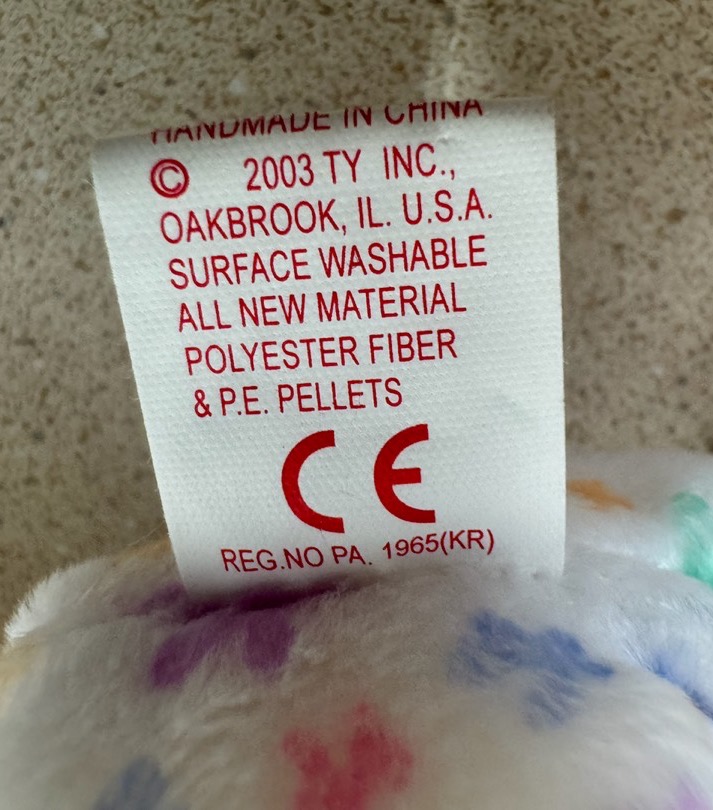 HANDMADE IN CHINA
© 2003 TY INC.,
OAKBROOK, IL. U.S.A.
SURFACE WASHABLE
ALL NEW MATERIAL
POLYESTER FIBER
& P.E. PELLETS
CE
REG.NO PA. 1965(KR)